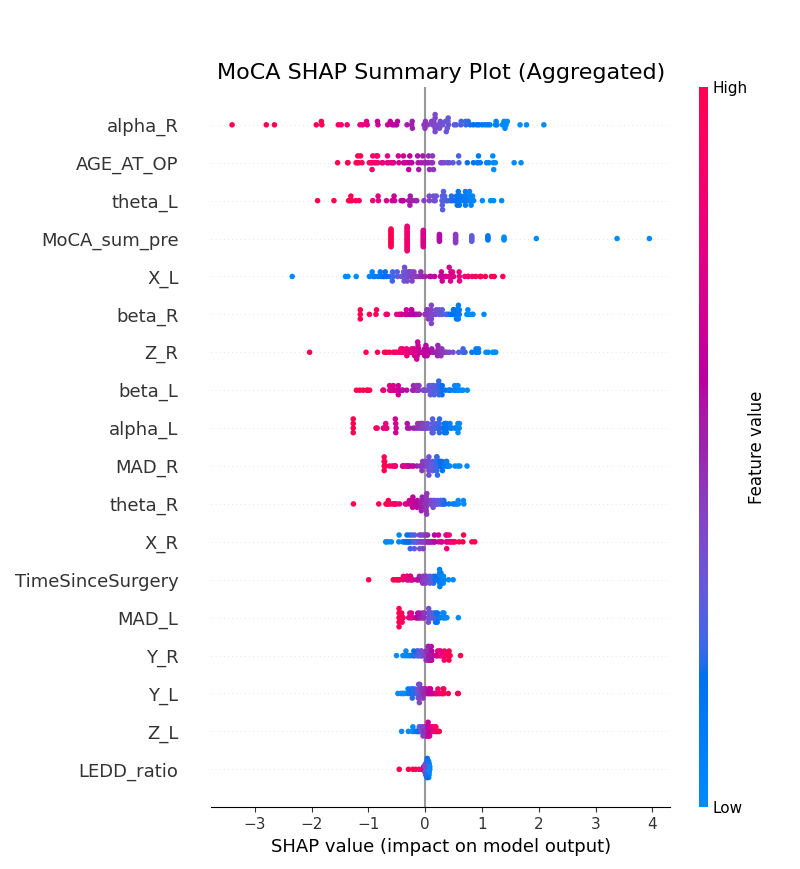 MoCA SHAP Summary Plot (Aggregated)
High
alpha_R
AGE_AT_OP
theta_L
MoCA_sum_pre
X_L
beta_R
Z_R
beta_L
alpha_L
MAD_R
theta_R
X_R
TimeSinceSurgery
MAD_L
Y_R
Y_L
Z_L
LEDD_ratio
Feature value
Low
−3 −2 −1 0 1 2 3 4
SHAP value (impact on model output)